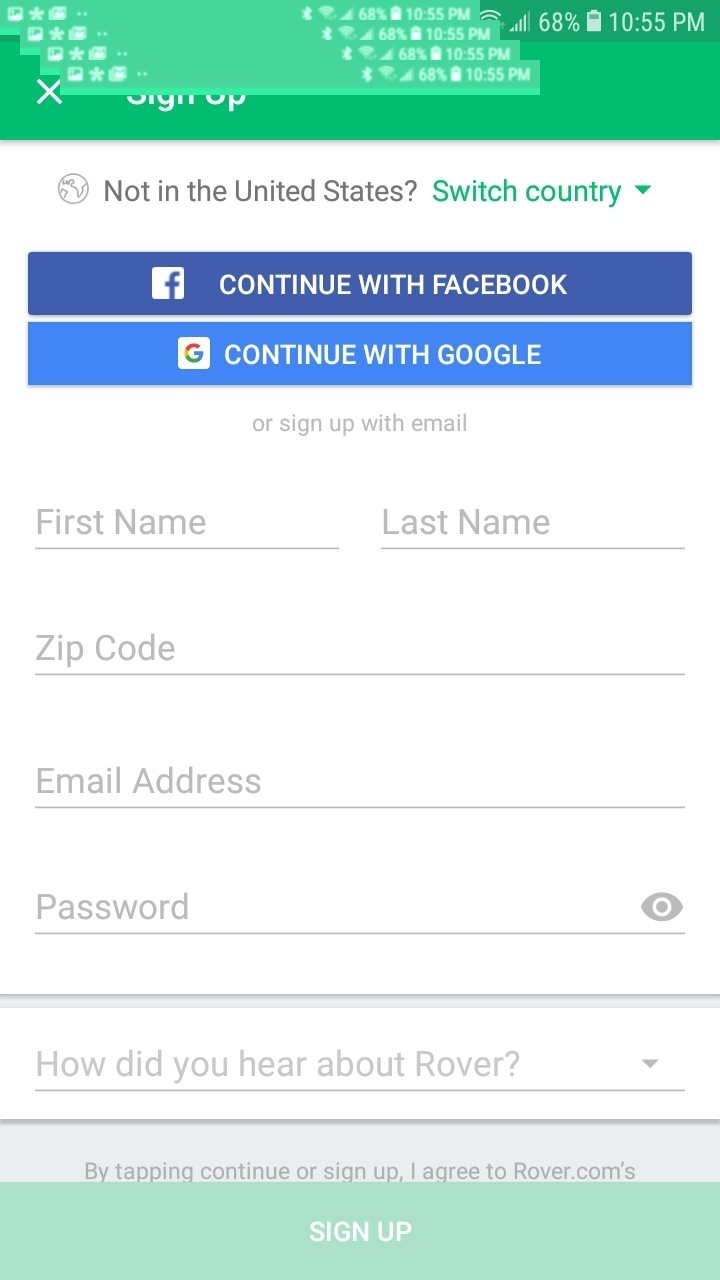 68% 10:55 PM
68% 10:55 PM
68% 10:55 PM
68% 10:55 PM
68% 10:55 PM
Sign Up
Not in the United States? Switch country
CONTINUE WITH FACEBOOK
G CONTINUE WITH GOOGLE
or sign up with email
First Name Last Name
Zip Code
Email Address
Password
How did you hear about Rover?
By tapping continue or sign up, I agree to Rover.com's
SIGN UP